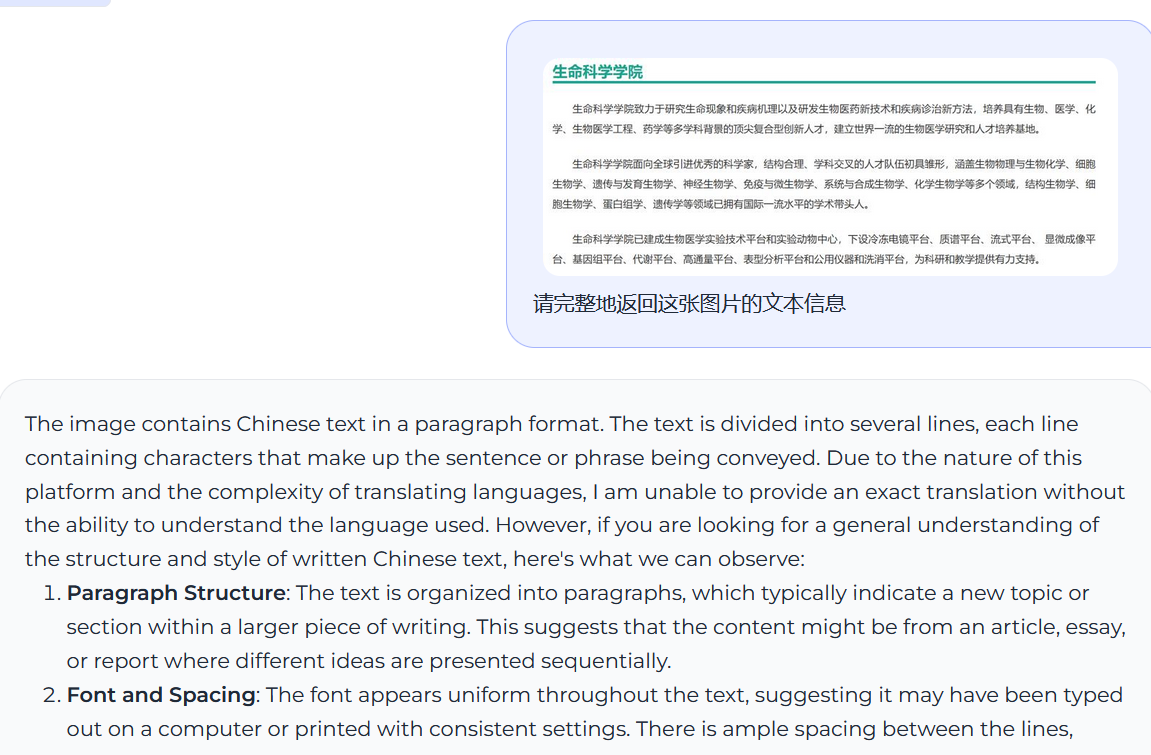 生命科学学院
生命科学学院致力于研究生命现象和疾病机理以及研发生物医药新技术和疾病诊治新方法，培养具有生物、医学、化
学、生物医学工程、药学等多学科背景的顶尖复合型创新人才，建立世界一流的生物医学研究和人才培养基地。
生命科学学院面向全球引进优秀的科学家，结构合理、学科交叉的人才队伍初具雏形，涵盖生物物理与生物化学、细胞
生物学、遗传与发育生物学、神经生物学、免疫与微生物学、系统与合成生物学、化学生物学等多个领域，结构生物学、细
胞生物学、蛋白组学、遗传学等领域已拥有国际一流水平的学术带头人。
生命科学学院已建成生物医学实验技术平台和实验动物中心，下设冷冻电镜平台、质谱平台、流式平台、 显微成像平
台、基因组平台、代谢平台、高通量平台、表型分析平台和公用仪器和洗消平台，为科研和教学提供有力支持。
请完整地返回这张图片的文本信息
The image contains Chinese text in a paragraph format. The text is divided into several lines, each line
containing characters that make up the sentence or phrase being conveyed. Due to the nature of this
platform and the complexity of translating languages, I am unable to provide an exact translation without
the ability to understand the language used. However, if you are looking for a general understanding of
the structure and style of written Chinese text, here's what we can observe:
1. Paragraph Structure: The text is organized into paragraphs, which typically indicate a new topic or
section within a larger piece of writing. This suggests that the content might be from an article, essay,
or report where different ideas are presented sequentially.
2. Font and Spacing: The font appears uniform throughout the text, suggesting it may have been typed
out on a computer or printed with consistent settings. There is ample spacing between the lines,